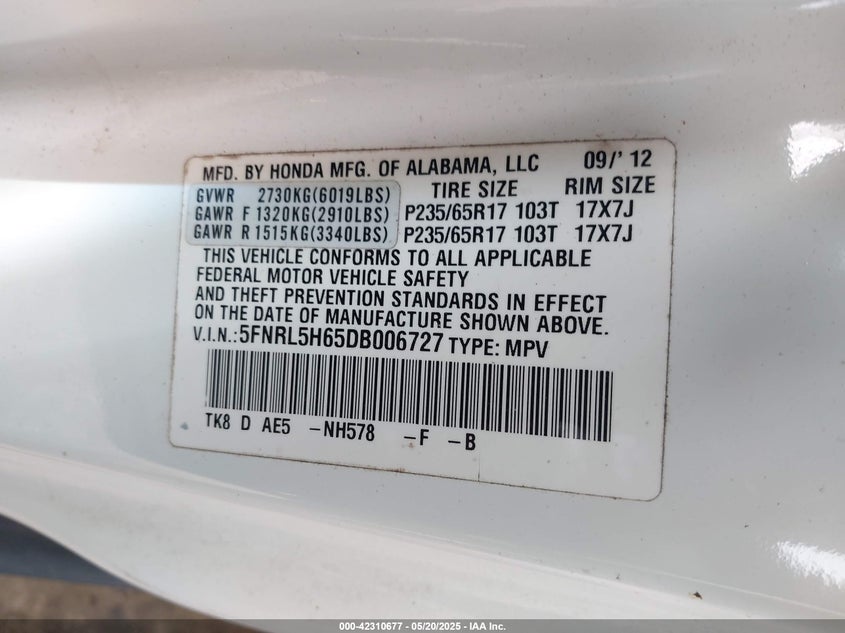 MFD. BY HONDA MFG. OF ALABAMA, LLC 09/' 12
GVWR 2730KG(6019LBS) TIRE SIZE RIM SIZE
GAWR F 1320KG(2910LBS) P235/65R17 103T 17X7J
GAWR R 1515KG(3340LBS) P235/65R17 103T 17X7J
THIS VEHICLE CONFORMS TO ALL APPLICABLE
FEDERAL MOTOR VEHICLE SAFETY
AND THEFT PREVENTION STANDARDS IN EFFECT
ON THE DATE OF MANUFACTURE SHOWN ABOVE.
V.I.N.:5FNRL5H65DB006727 TYPE: MPV
TK8 D AE5 -NH578 -F -B
000-42310677 - 05/20/2025 - IAA Inc.